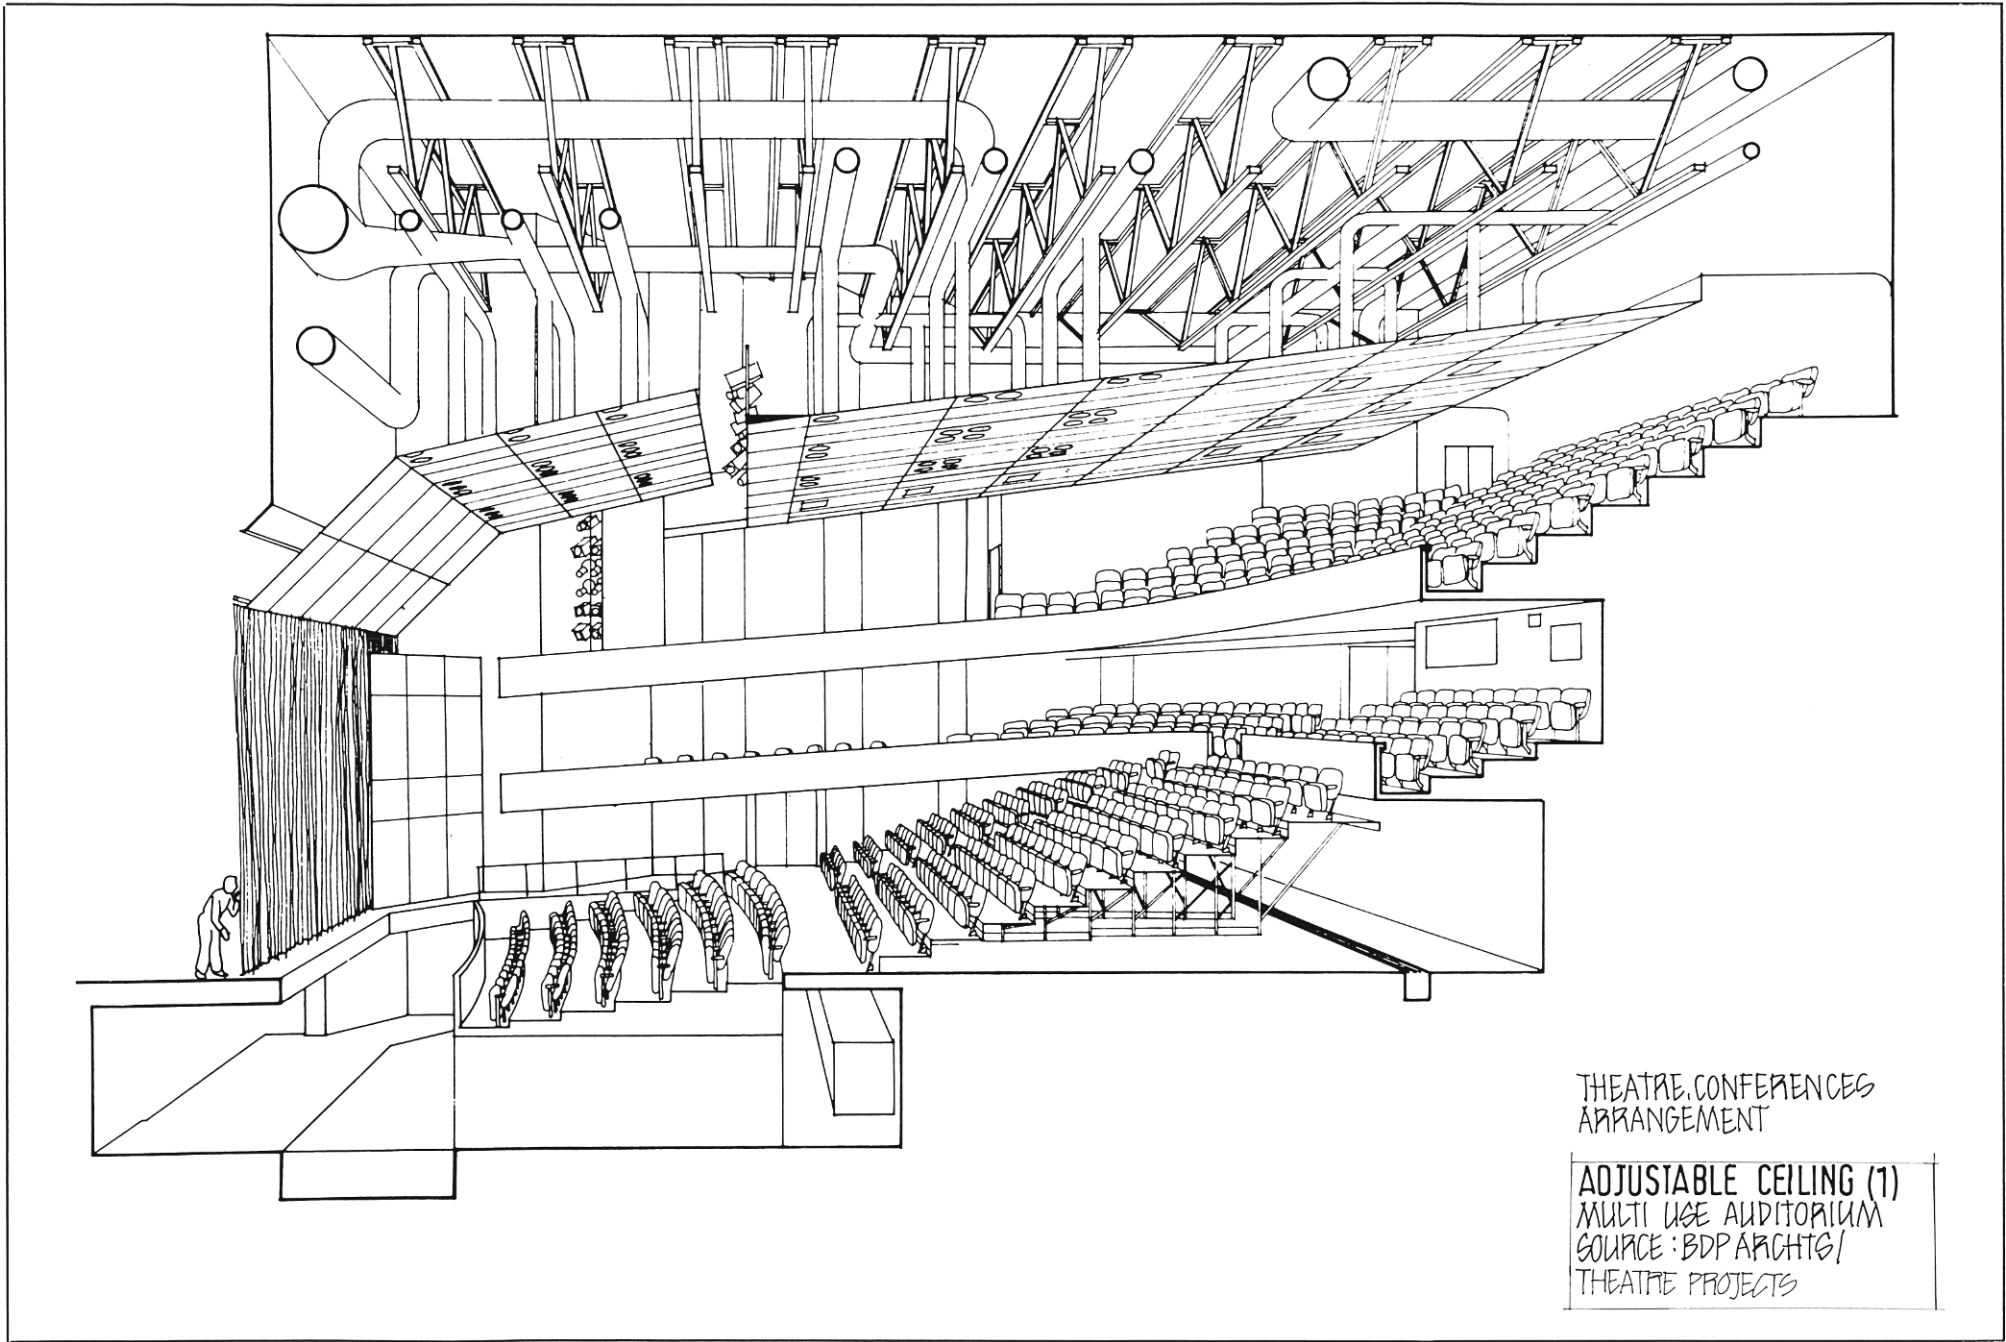 THEATRE, CONFERENCES
ARRANGEMENT
ADJUSTABLE CEILING (1)
MULTI USE AUDITORIUM
SOURCE : BDP ARCHTS/
THEATRE PROJECTS